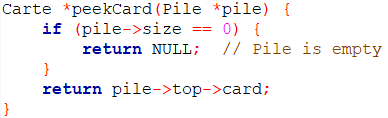 Carte *peekCard(Pile *pile) {
    if (pile->size == 0) {
        return NULL;  // Pile is empty
    }
    return pile->top->card;
}